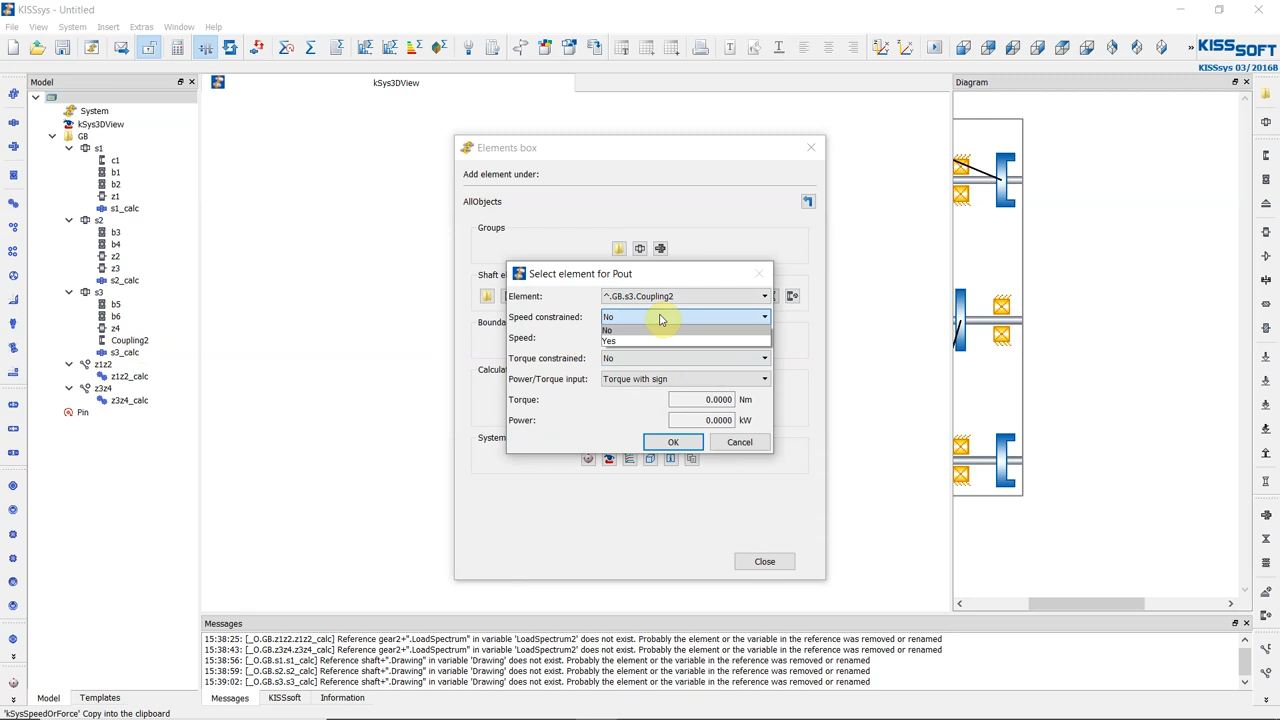 KISSsys - Untitled
File View System Insert Extras Window Help
KISSSOFT
KISSsys 03/2016B
Model
kSys3DView
Diagram
System
kSys3DView
GB
s1
c1
b1
b2
z1
s1_calc
s2
b3
b4
z2
z3
s2_calc
s3
b5
b6
z4
Coupling2
s3_calc
z1z2
z1z2_calc
z3z4
z3z4_calc
Pin
Elements box
Add element under:
AllObjects
Groups
Shaft el
Bounda
Calculat
System
Close
Select element for Pout
Element: ^.GB.s3.Coupling2
Speed constrained: No
No
Yes
Speed:
Torque constrained: No
Power/Torque input: Torque with sign
Torque: 0.0000 Nm
Power: 0.0000 kW
OK Cancel
Messages
15:38:25: [_O.GB.z1z2.z1z2_calc] Reference gear2+".LoadSpectrum" in variable 'LoadSpectrum2' does not exist. Probably the element or the variable in the reference was removed or renamed
15:38:43: [_O.GB.z3z4.z3z4_calc] Reference gear2+".LoadSpectrum" in variable 'LoadSpectrum2' does not exist. Probably the element or the variable in the reference was removed or renamed
15:38:56: [_O.GB.s1.s1_calc] Reference shaft+".Drawing" in variable 'Drawing' does not exist. Probably the element or the variable in the reference was removed or renamed
15:38:59: [_O.GB.s2.s2_calc] Reference shaft+".Drawing" in variable 'Drawing' does not exist. Probably the element or the variable in the reference was removed or renamed
15:39:02: [_O.GB.s3.s3_calc] Reference shaft+".Drawing" in variable 'Drawing' does not exist. Probably the element or the variable in the reference was removed or renamed
Model Templates
Messages KISSsoft Information
'kSysSpeedOrForce' Copy into the clipboard